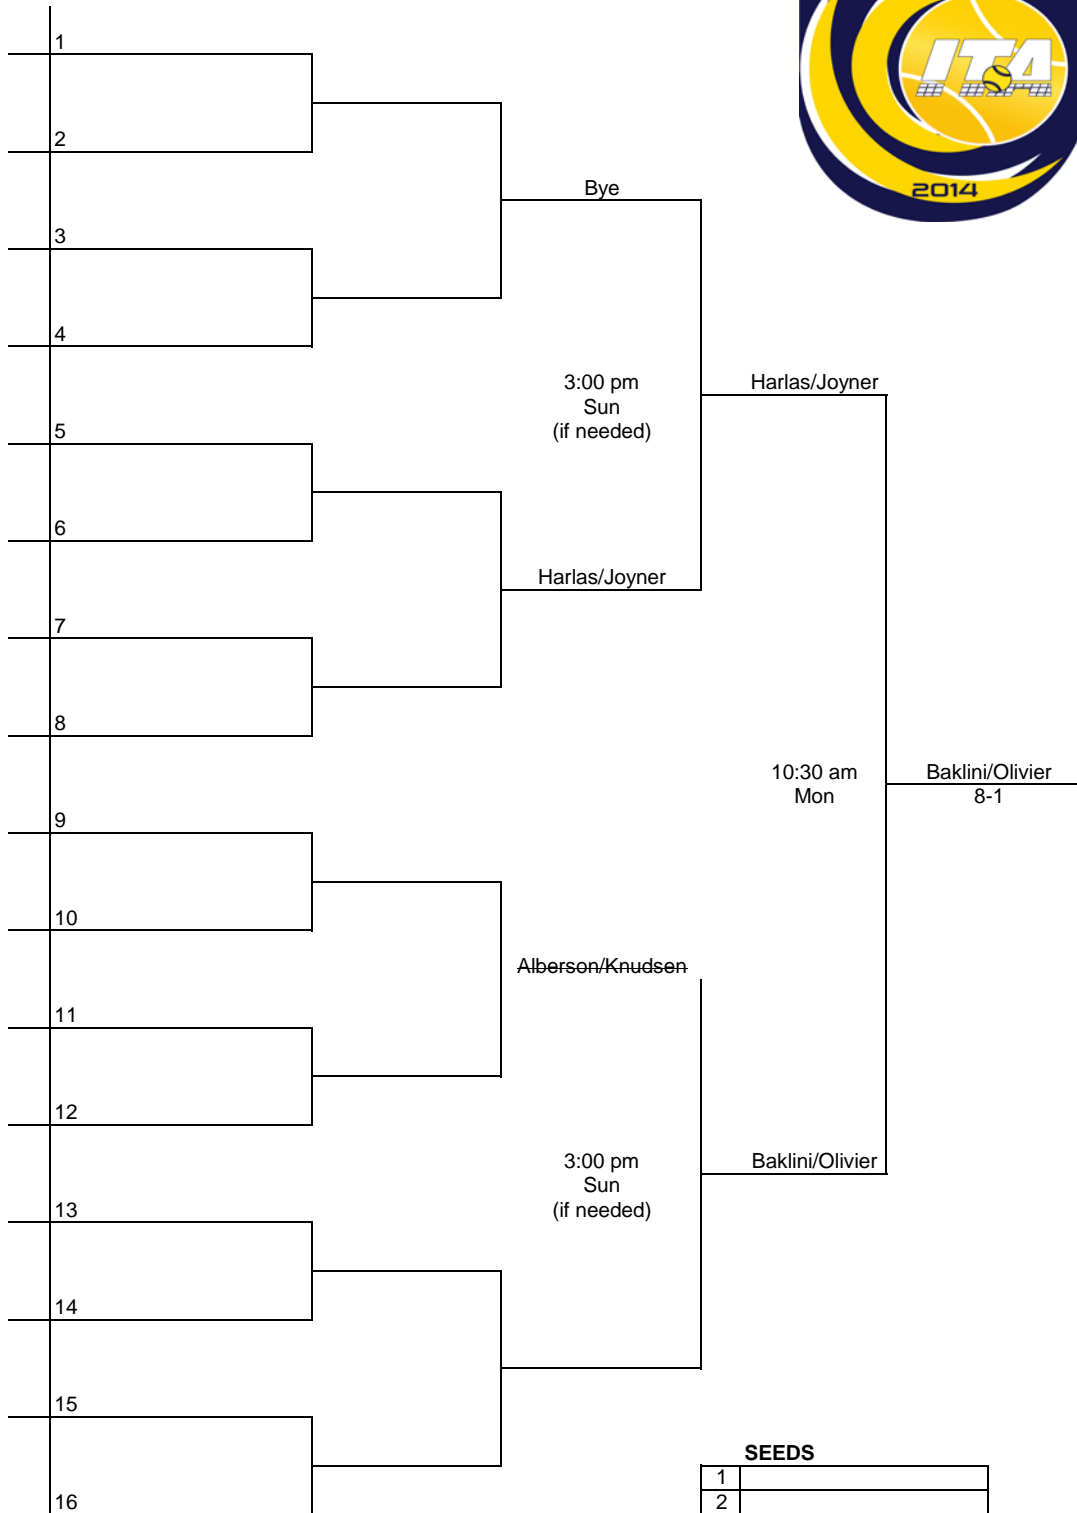 1
ITA
2
2014
Bye
3
4
3:00 pm
Sun
(if needed)
Harlas/Joyner
5
6
Harlas/Joyner
7
8
10:30 am
Mon
Baklini/Olivier
8-1
9
10
Alberson/Knudsen
11
12
3:00 pm
Sun
(if needed)
Baklini/Olivier
13
14
15
SEEDS
1
2
16